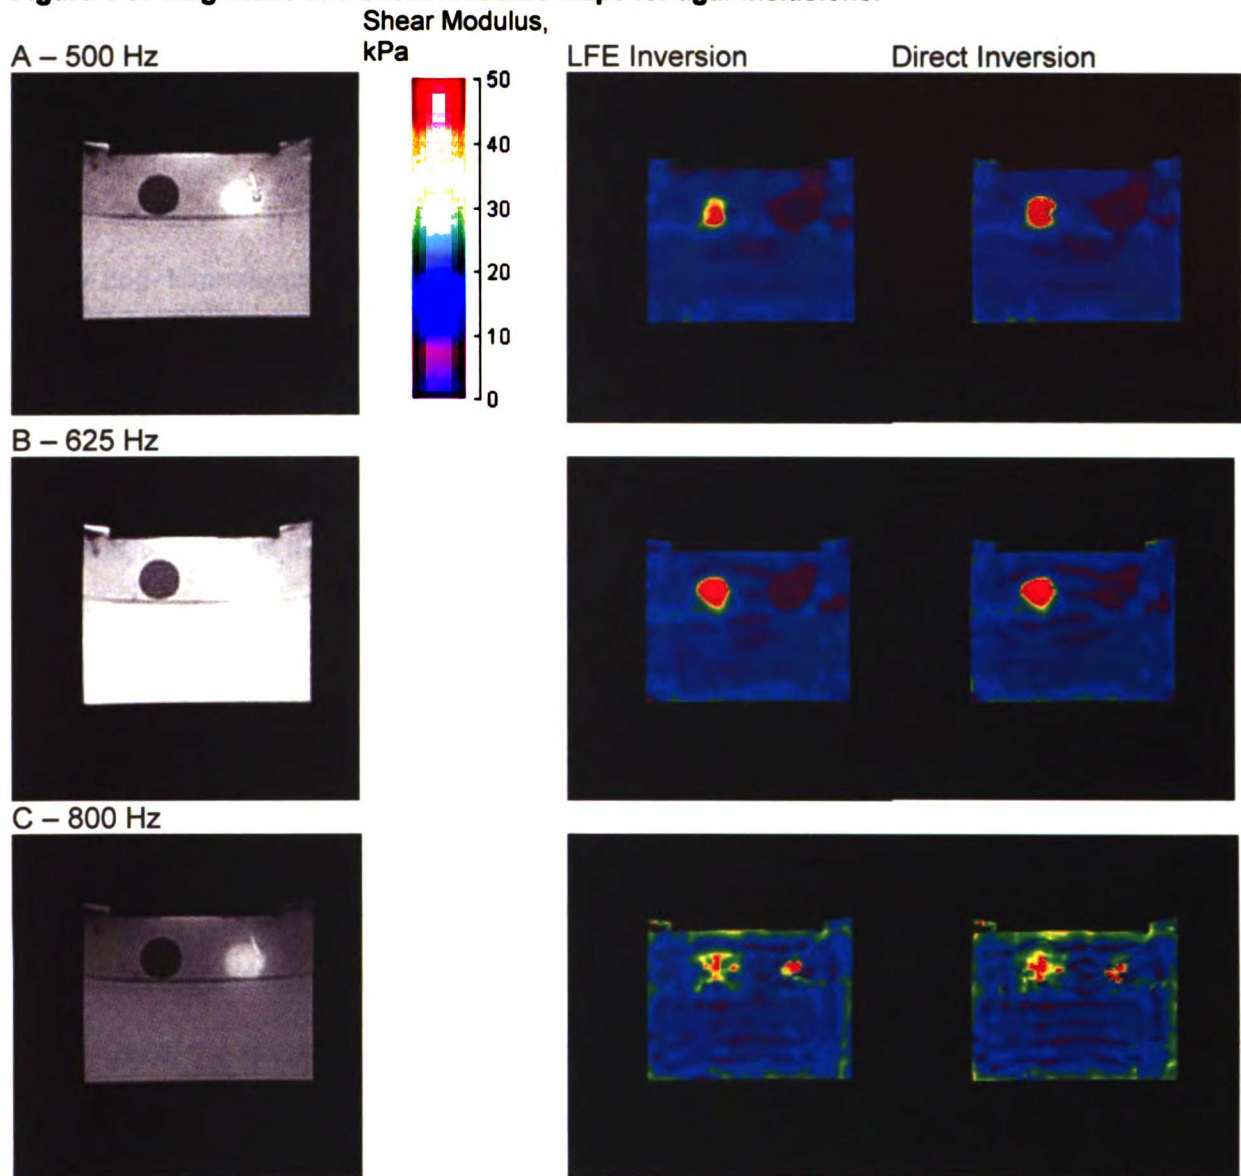 Shear Modulus,
kPa
A – 500 Hz
LFE Inversion
Direct Inversion
50
40
30
20
10
0
B – 625 Hz
C – 800 Hz